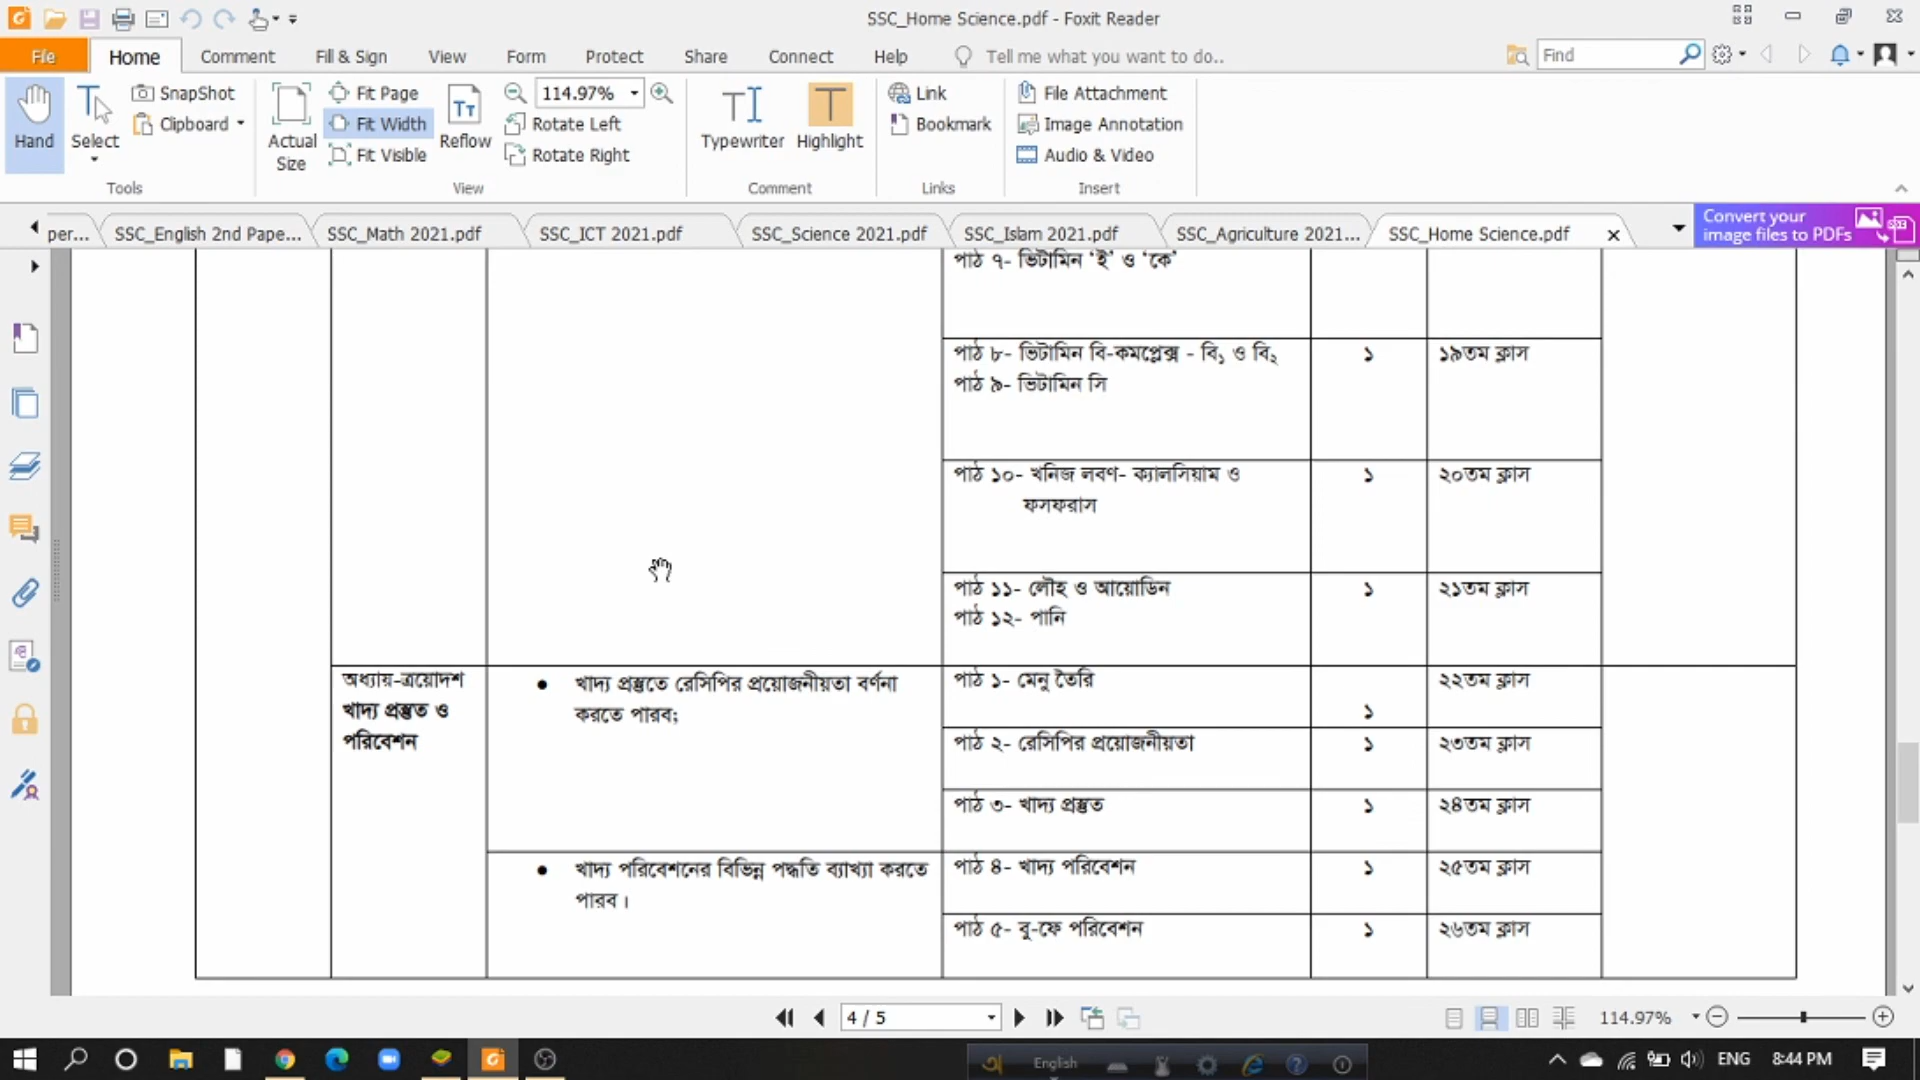 SSC_Home Science.pdf - Foxit Reader
File Home Comment Fill & Sign View Form Protect Share Connect Help Tell me what you want to do.. Find
Hand
Select
SnapShot
Clipboard
Tools
Actual Size
Fit Page
Fit Width
Fit Visible
Reflow
114.97%
Rotate Left
Rotate Right
View
Typewriter
Highlight
Comment
Link
Bookmark
Links
File Attachment
Image Annotation
Audio & Video
Insert
per... SSC_English 2nd Pape... SSC_Math 2021.pdf SSC_ICT 2021.pdf SSC_Science 2021.pdf SSC_Islam 2021.pdf SSC_Agriculture 2021... SSC_Home Science.pdf
Convert your
image files to PDFs
পাঠ ৭- ভিটামিন ‘ই’ ও ‘কে’
পাঠ ৮- ভিটামিন বি-কমপ্লেক্স - বি₁ ও বি₂ ১ ১৯তম ক্লাস
পাঠ ৯- ভিটামিন সি
পাঠ ১০- খনিজ লবণ- ক্যালসিয়াম ও ১ ২০তম ক্লাস
ফসফরাস
পাঠ ১১- লৌহ ও আয়োডিন ১ ২১তম ক্লাস
পাঠ ১২- পানি
অধ্যায়-ত্রয়োদশ
খাদ্য প্রস্তুত ও
পরিবেশন
• খাদ্য প্রস্তুতে রেসিপির প্রয়োজনীয়তা বর্ণনা
করতে পারব;
পাঠ ১- মেনু তৈরি ১ ২২তম ক্লাস
পাঠ ২- রেসিপির প্রয়োজনীয়তা ১ ২৩তম ক্লাস
পাঠ ৩- খাদ্য প্রস্তুত ১ ২৪তম ক্লাস
• খাদ্য পরিবেশনের বিভিন্ন পদ্ধতি ব্যাখ্যা করতে
পারব।
পাঠ ৪- খাদ্য পরিবেশন ১ ২৫তম ক্লাস
পাঠ ৫- বু-ফে পরিবেশন ১ ২৬তম ক্লাস
4 / 5 114.97%
English ENG 8:44 PM